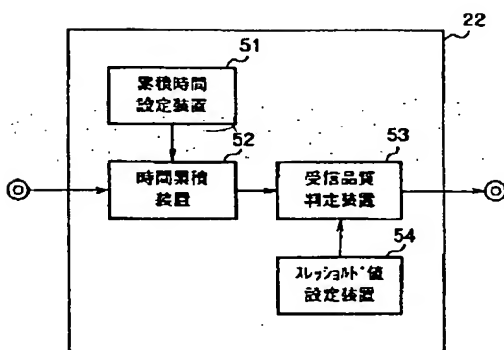 22
51
累積時間
設定装置
52
時間累積
装置
53
受信品質
判定装置
54
ｽﾚｯｼｮﾙﾄﾞ値
設定装置